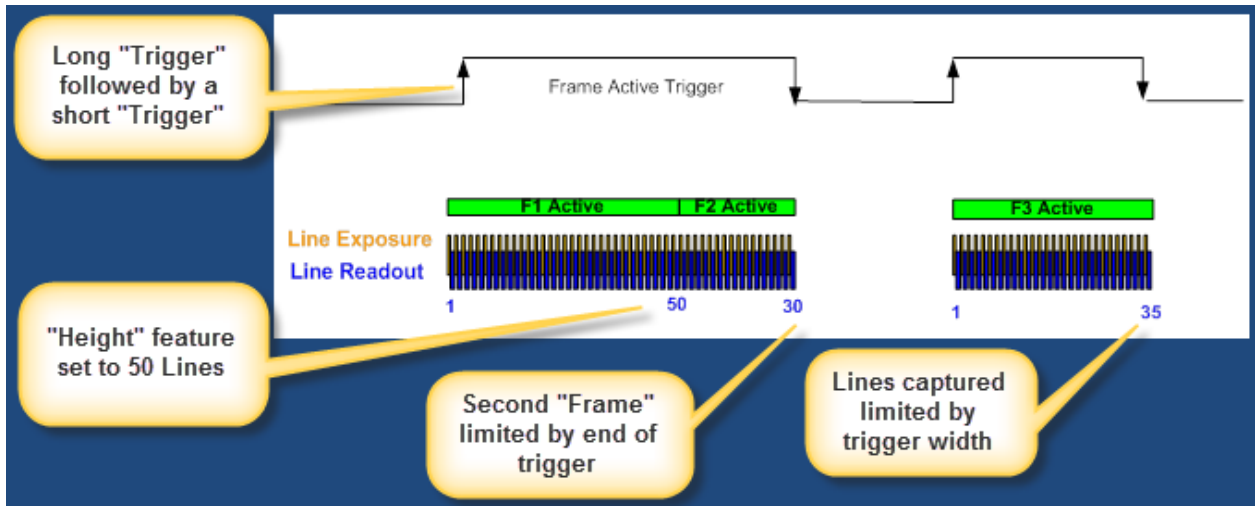 Long "Trigger"
followed by a
short "Trigger"
Frame Active Trigger
F1 Active
F2 Active
F3 Active
Line Exposure
Line Readout
1
50
30
1
35
"Height" feature
set to 50 Lines
Second "Frame"
limited by end of
trigger
Lines captured
limited by
trigger width